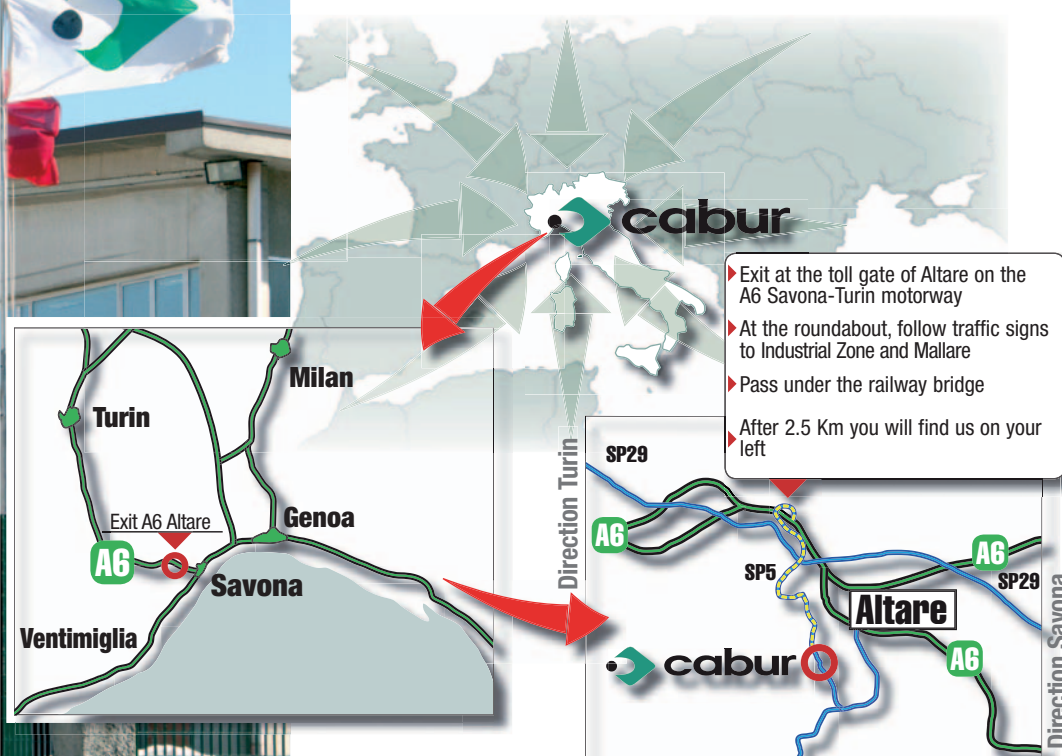 cabur
Exit at the toll gate of Altare on the
A6 Savona-Turin motorway
At the roundabout, follow traffic signs
to Industrial Zone and Mallare
Pass under the railway bridge
After 2.5 Km you will find us on your
left
Milan
Turin
Exit A6 Altare
Genoa
A6
Savona
Ventimiglia
Direction Turin
SP29
A6
A6
SP5
SP29
Altare
A6
cabur
Direction Savona